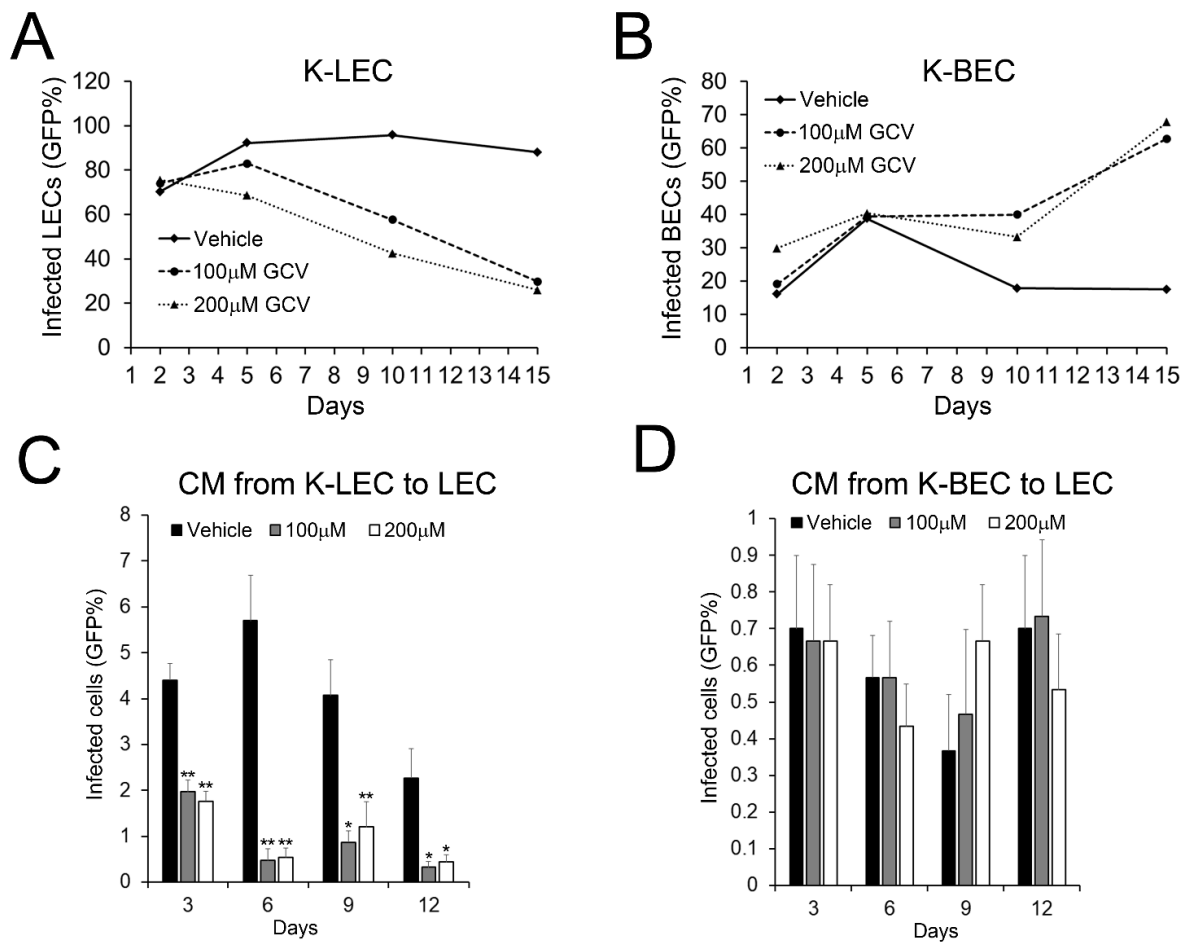 A
K-LEC
Infected LECs (GFP%)
120
100
80
60
40
20
0
Vehicle
100μM GCV
200μM GCV
1 2 3 4 5 6 7 8 9 10 11 12 13 14 15
Days
B
K-BEC
Infected BECs (GFP%)
80
70
60
50
40
30
20
10
0
Vehicle
100μM GCV
200μM GCV
1 2 3 4 5 6 7 8 9 10 11 12 13 14 15
Days
C
CM from K-LEC to LEC
Vehicle 100μM 200μM
Infected cells (GFP%)
8
7
6
5
4
3
2
1
0
** **
** **
* **
* *
3 6 9 12
Days
D
CM from K-BEC to LEC
Vehicle 100μM 200μM
Infected cells (GFP%)
1
0.9
0.8
0.7
0.6
0.5
0.4
0.3
0.2
0.1
0
3 6 9 12
Days